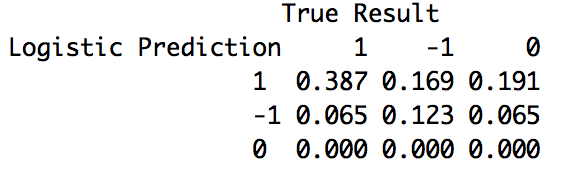 True Result
Logistic Prediction 1 -1 0
1 0.387 0.169 0.191
-1 0.065 0.123 0.065
0 0.000 0.000 0.000